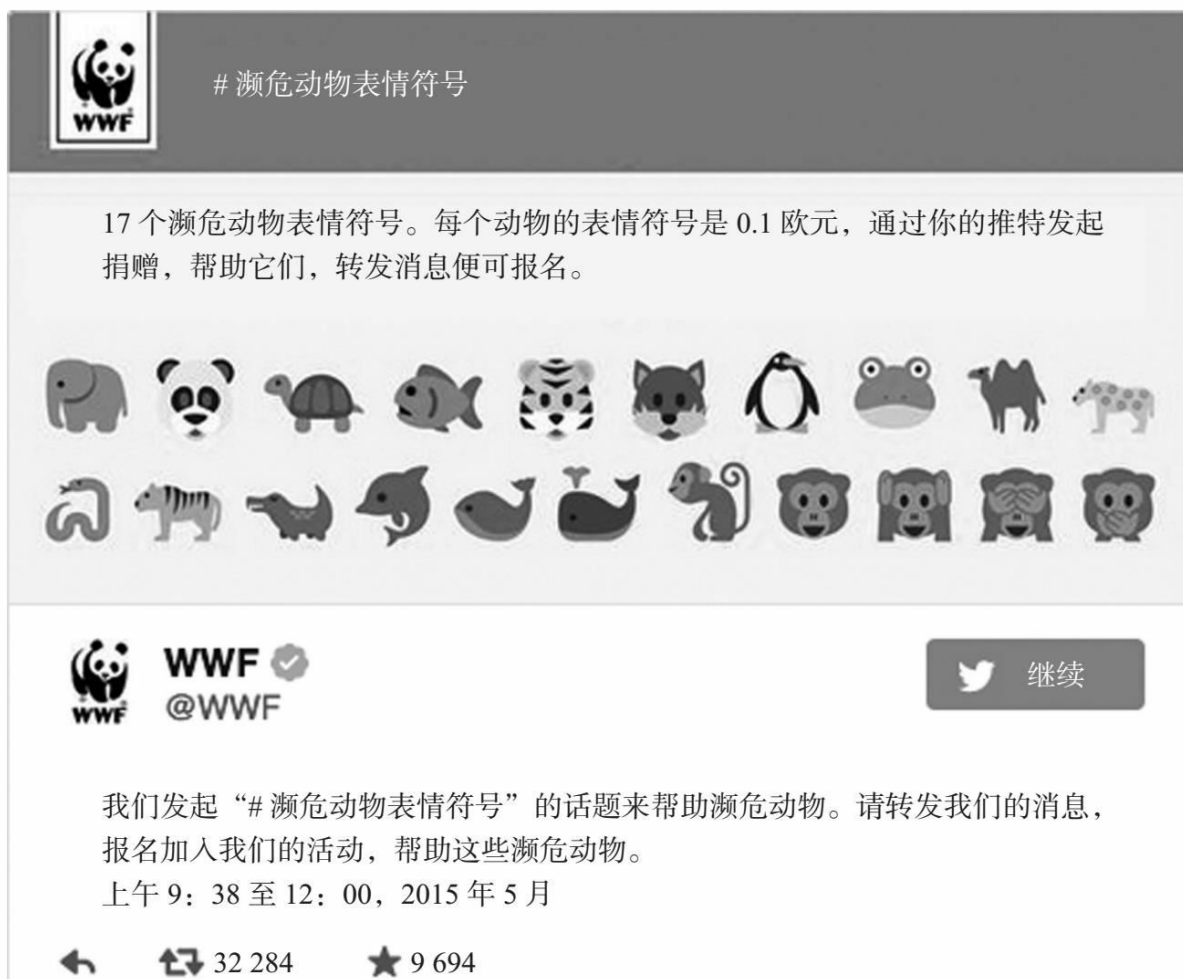 WWF
# 濒危动物表情符号
17 个濒危动物表情符号。每个动物的表情符号是 0.1 欧元，通过你的推特发起
捐赠，帮助它们，转发消息便可报名。
WWF
@WWF
WWF
继续
我们发起“# 濒危动物表情符号”的话题来帮助濒危动物。请转发我们的消息，
报名加入我们的活动，帮助这些濒危动物。
上午 9：38 至 12：00，2015 年 5 月
32 284
9 694